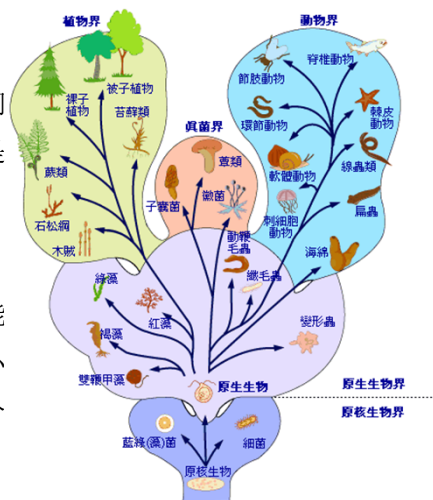 植物界
動物界
被子植物
裸子
植物
苔蘚類
蕨類
石松綱
木賊
眞菌界
蕈類
子囊菌
黴菌
節肢動物
脊椎動物
環節動物
棘皮
動物
軟體動物
線蟲類
刺細胞
動物
扁蟲
海綿
動鞭
毛蟲
纖毛蟲
綠藻
紅藻
褐藻
變形蟲
雙鞭甲藻
原生生物
原生生物界
原核生物界
藍綠(藻)菌
細菌
原核生物